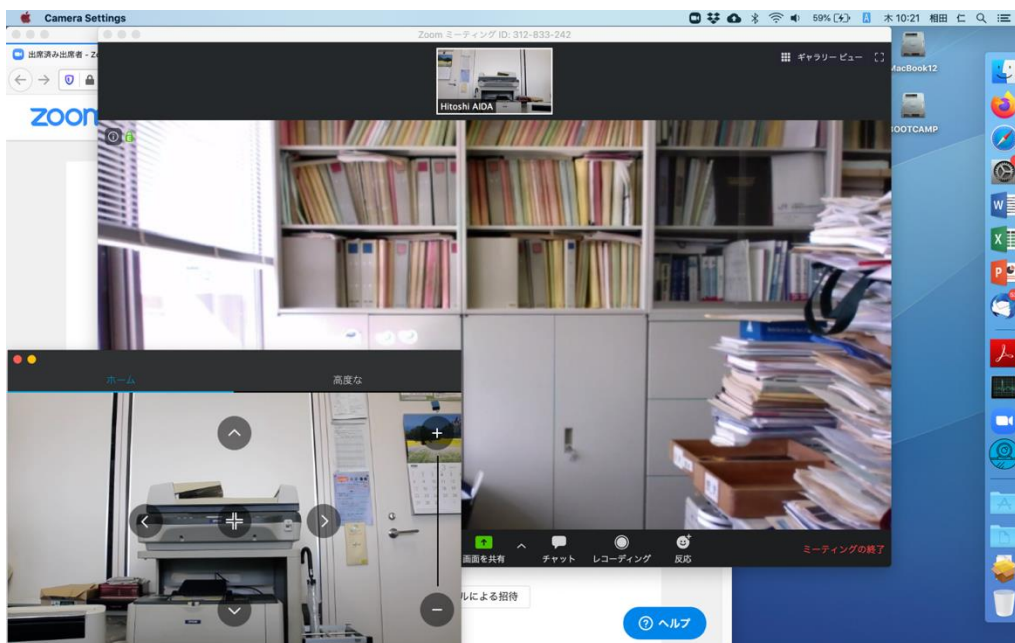 Camera Settings
59%
木10:21 相田 仁
Zoom ミーティング ID: 312-833-242
出席済み出席者 - Zo
ギャラリー ビュー
MacBook12
BOOTCAMP
zoom
Hitoshi AIDA
ホーム
高度な
画面を共有
チャット
レコーディング
反応
ミーティングの終了
ルによる招待
ヘルプ